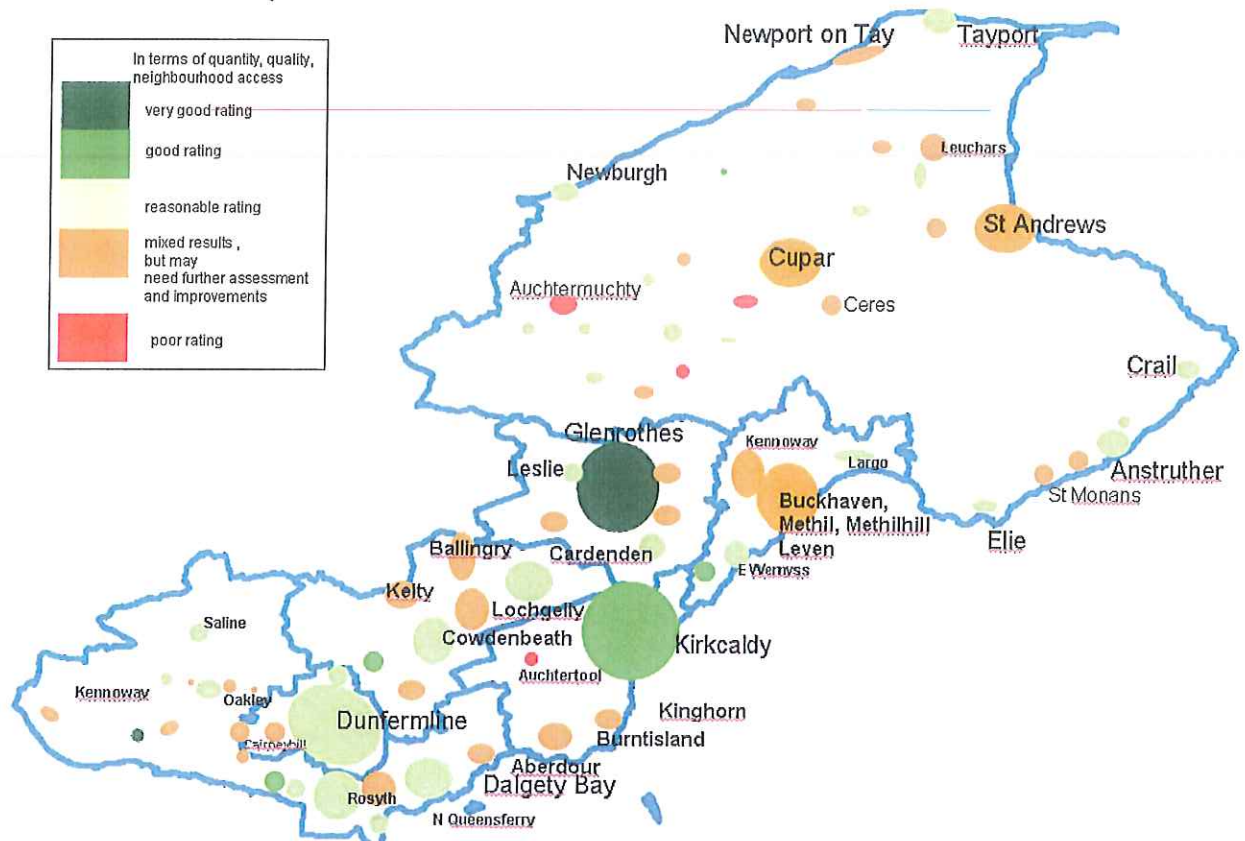 In terms of quantity, quality,
neighbourhood access
very good rating
good rating
reasonable rating
mixed results ,
but may
need further assessment
and improvements
poor rating
Newport on Tay
Tayport
Leuchars
Newburgh
St Andrews
Cupar
Auchtermuchty
Ceres
Crail
Glenrothes
Kennoway
Leslie
Largo
Anstruther
Buckhaven,
Methil, Methilhill
Leven
St Monans
Elie
Ballingry
Cardenden
E Wemyss
Kelty
Lochgelly
Saline
Cowdenbeath
Kirkcaldy
Auchtertool
Kennoway
Oakley
Dunfermline
Kinghorn
Cairneyhill
Burntisland
Aberdour
Dalgety Bay
Rosyth
N Queensferry